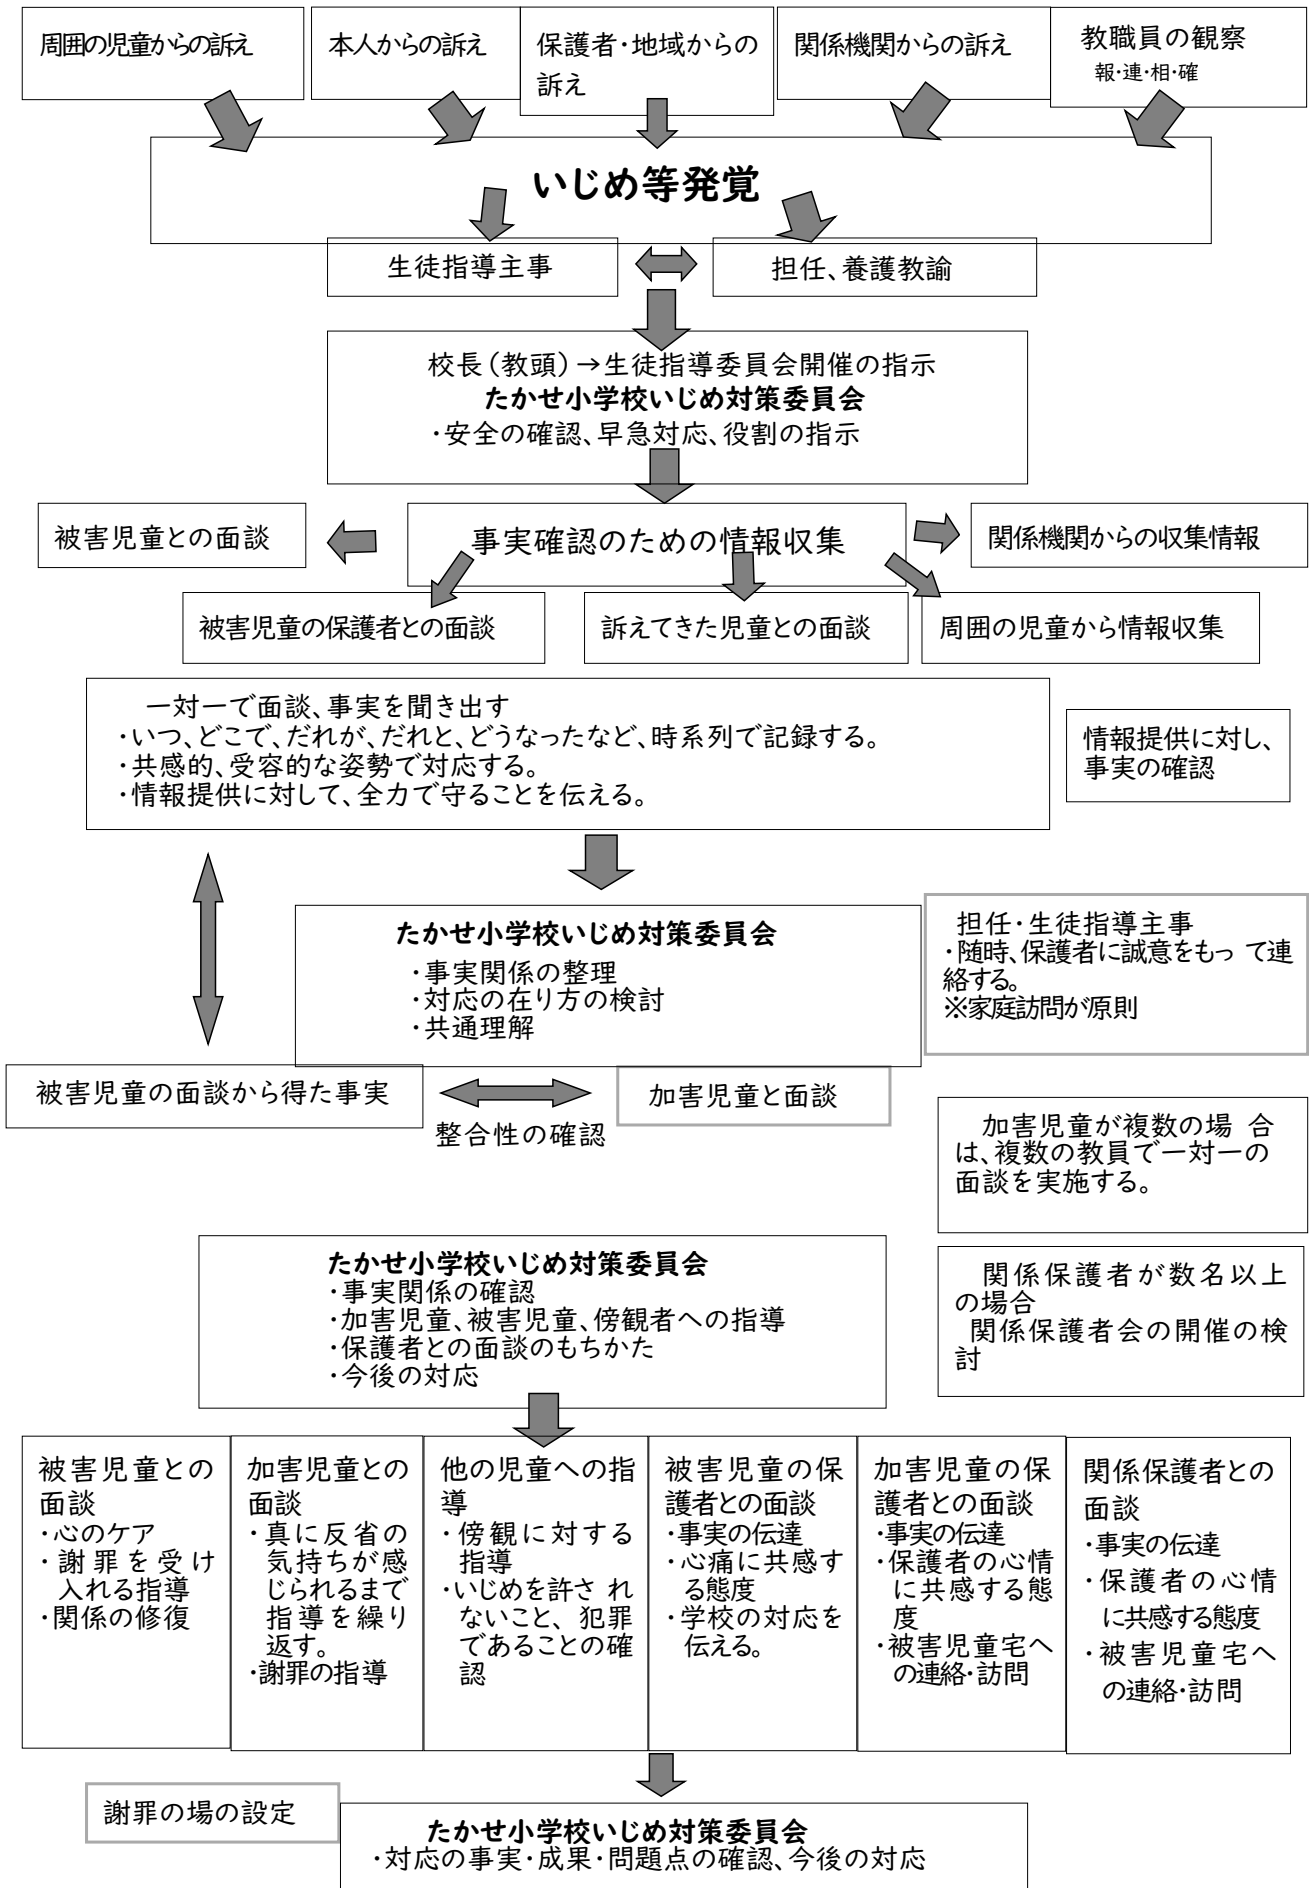 周囲の児童からの訴え
本人からの訴え
保護者・地域からの
訴え
関係機関からの訴え
教職員の観察
報・連・相・確
いじめ等発覚
生徒指導主事
担任、養護教諭
校長(教頭)→生徒指導委員会開催の指示
たかせ小学校いじめ対策委員会
・安全の確認、早急対応、役割の指示
被害児童との面談
事実確認のための情報収集
関係機関からの収集情報
被害児童の保護者との面談
訴えてきた児童との面談
周囲の児童から情報収集
一対一で面談、事実を聞き出す
・いつ、どこで、だれが、だれと、どうなったなど、時系列で記録する。
・共感的、受容的な姿勢で対応する。
・情報提供に対して、全力で守ることを伝える。
情報提供に対し、
事実の確認
たかせ小学校いじめ対策委員会
・事実関係の整理
・対応の在り方の検討
・共通理解
担任・生徒指導主事
・随時、保護者に誠意をもっ て連
絡する。
※家庭訪問が原則
被害児童の面談から得た事実
整合性の確認
加害児童と面談
加害児童が複数の場 合
は、複数の教員で一対一の
面談を実施する。
たかせ小学校いじめ対策委員会
・事実関係の確認
・加害児童、被害児童、傍観者への指導
・保護者との面談のもちかた
・今後の対応
関係保護者が数名以上
の場合
関係保護者会の開催の検
討
被害児童との
面談
・心のケア
・謝罪を受け
入れる指導
・関係の修復
加害児童との
面談
・真に反省の
気持ちが感
じられるまで
指導を繰り
返す。
・謝罪の指導
他の児童への指
導
・傍観に対する
指導
・いじめを許さ れ
ないこと、犯罪
であることの確
認
被害児童の保
護者との面談
・事実の伝達
・心痛に共感す
る態度
・学校の対応を
伝える。
加害児童の保
護者との面談
・事実の伝達
・保護者の心情
に共感する態
度
・被害児童宅へ
の連絡・訪問
関係保護者との
面談
・事実の伝達
・保護者の心情
に共感する態度
・被害児童宅へ
の連絡・訪問
謝罪の場の設定
たかせ小学校いじめ対策委員会
・対応の事実・成果・問題点の確認、今後の対応